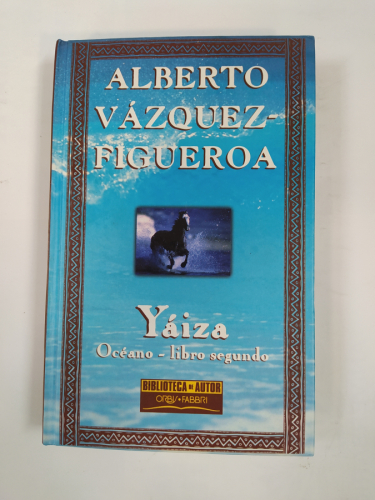 ALBERTO
VÁZQUEZ-
FIGUEROA
Yáiza
Océano - libro segundo
BIBLIOTECA DE AUTOR
ORBIS • FABBRI